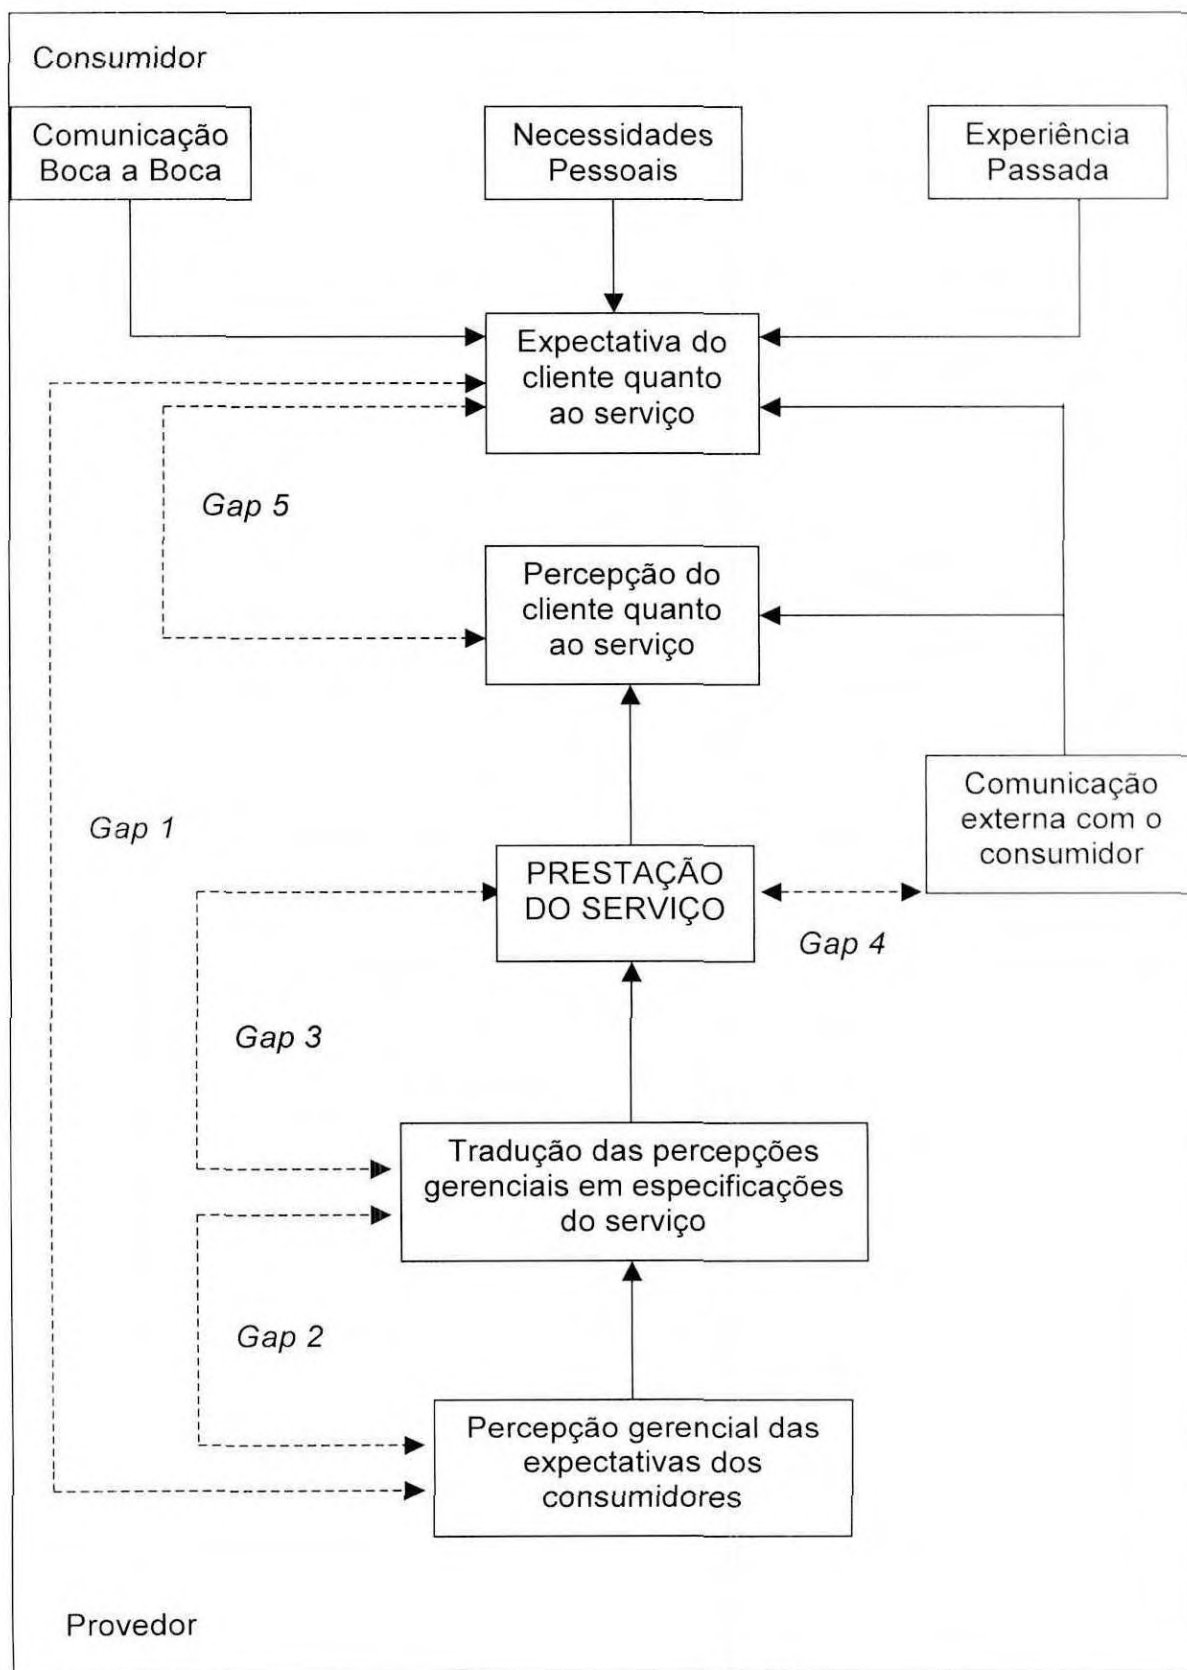 Consumidor
Comunicação
Boca a Boca
Necessidades
Pessoais
Experiência
Passada
Expectativa do
cliente quanto
ao serviço
Gap 5
Percepção do
cliente quanto
ao serviço
Comunicação
externa com o
consumidor
Gap 1
PRESTAÇÃO
DO SERVIÇO
Gap 4
Gap 3
Tradução das percepções
gerenciais em especificações
do serviço
Gap 2
Percepção gerencial das
expectativas dos
consumidores
Provedor